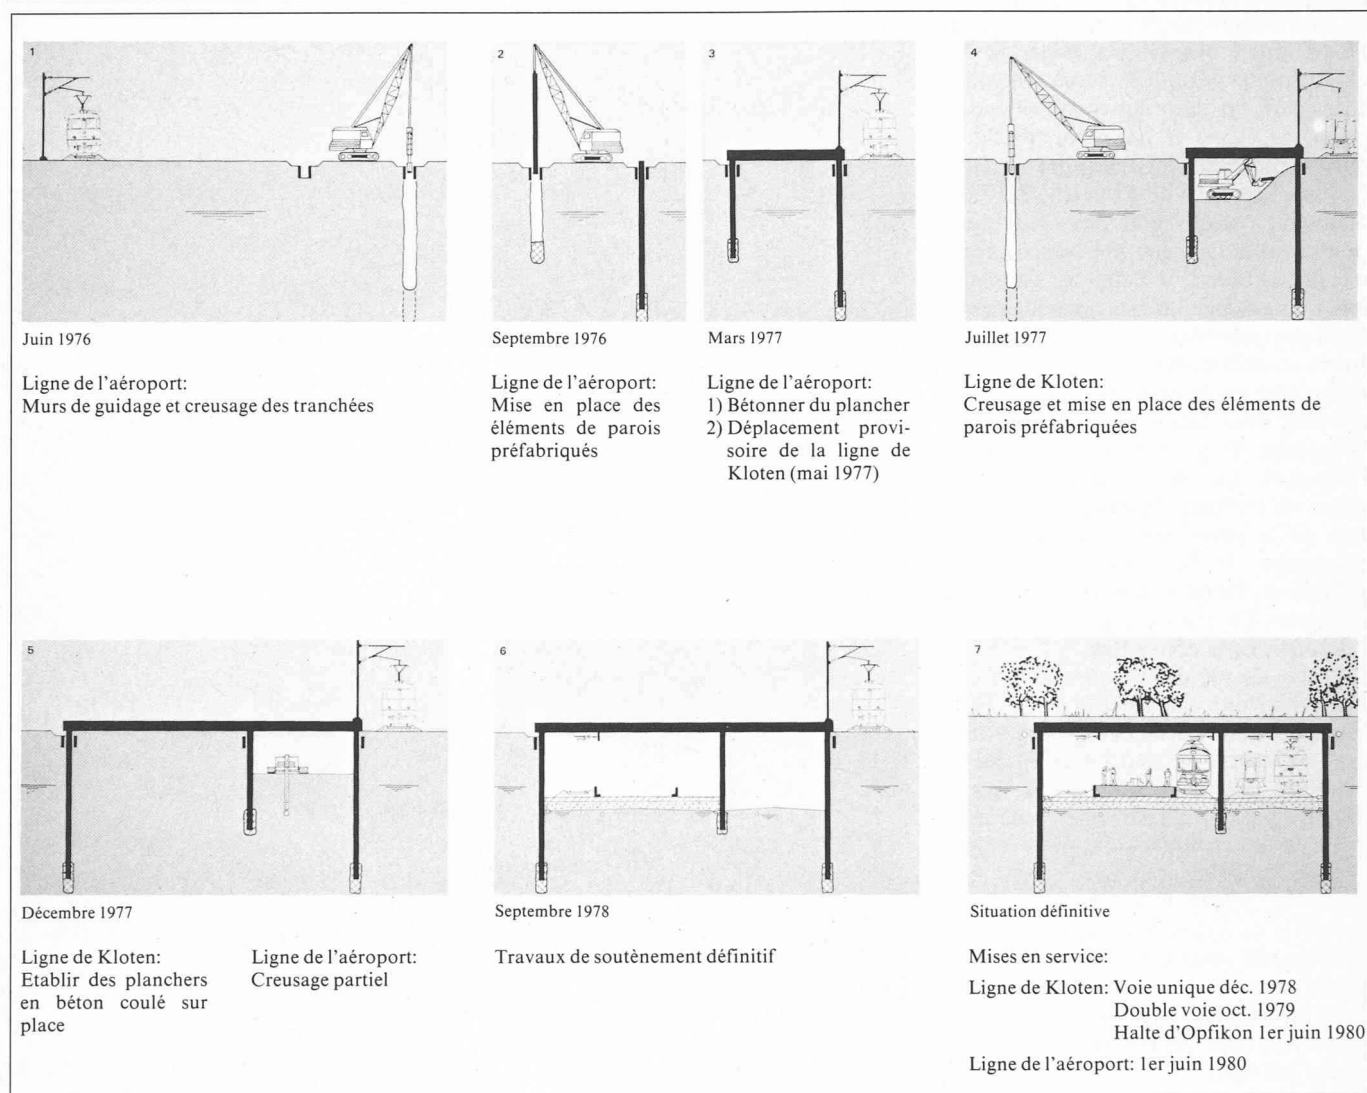 1
Juin 1976
Ligne de l'aéroport:
Murs de guidage et creusage des tranchées
2
Septembre 1976
Ligne de l'aéroport:
Mise en place des
éléments de parois
préfabriqués
3
Mars 1977
Ligne de l'aéroport:
1) Bétonner du plancher
2) Déplacement provi-
soire de la ligne de
Kloten (mai 1977)
4
Juillet 1977
Ligne de Kloten:
Creusage et mise en place des éléments de
parois préfabriquées
5
Décembre 1977
Ligne de Kloten:
Etablir des planchers
en béton coulé sur
place
Ligne de l'aéroport:
Creusage partiel
6
Septembre 1978
Travaux de soutènement définitif
7
Situation définitive
Mises en service:
Ligne de Kloten: Voie unique déc. 1978
Double voie oct. 1979
Halte d'Opfikon 1er juin 1980
Ligne de l'aéroport: 1er juin 1980